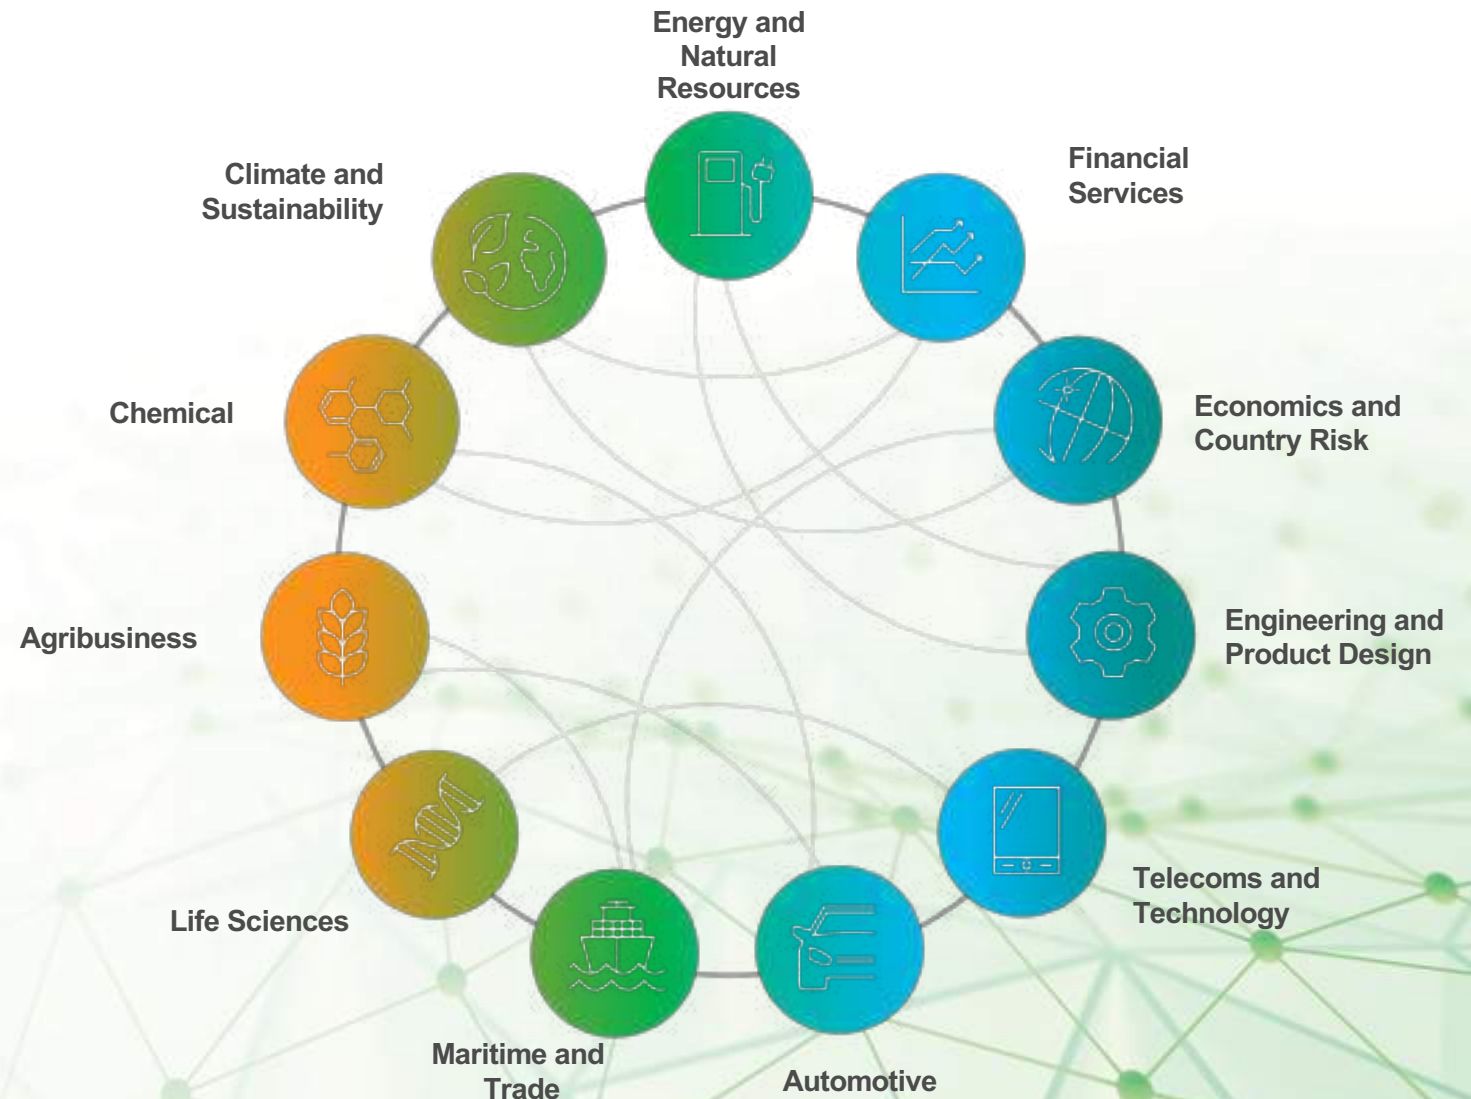 Energy and
Natural
Resources
Financial
Services
Climate and
Sustainability
Economics and
Country Risk
Chemical
Engineering and
Product Design
Agribusiness
Telecoms and
Technology
Life Sciences
Maritime and
Trade
Automotive